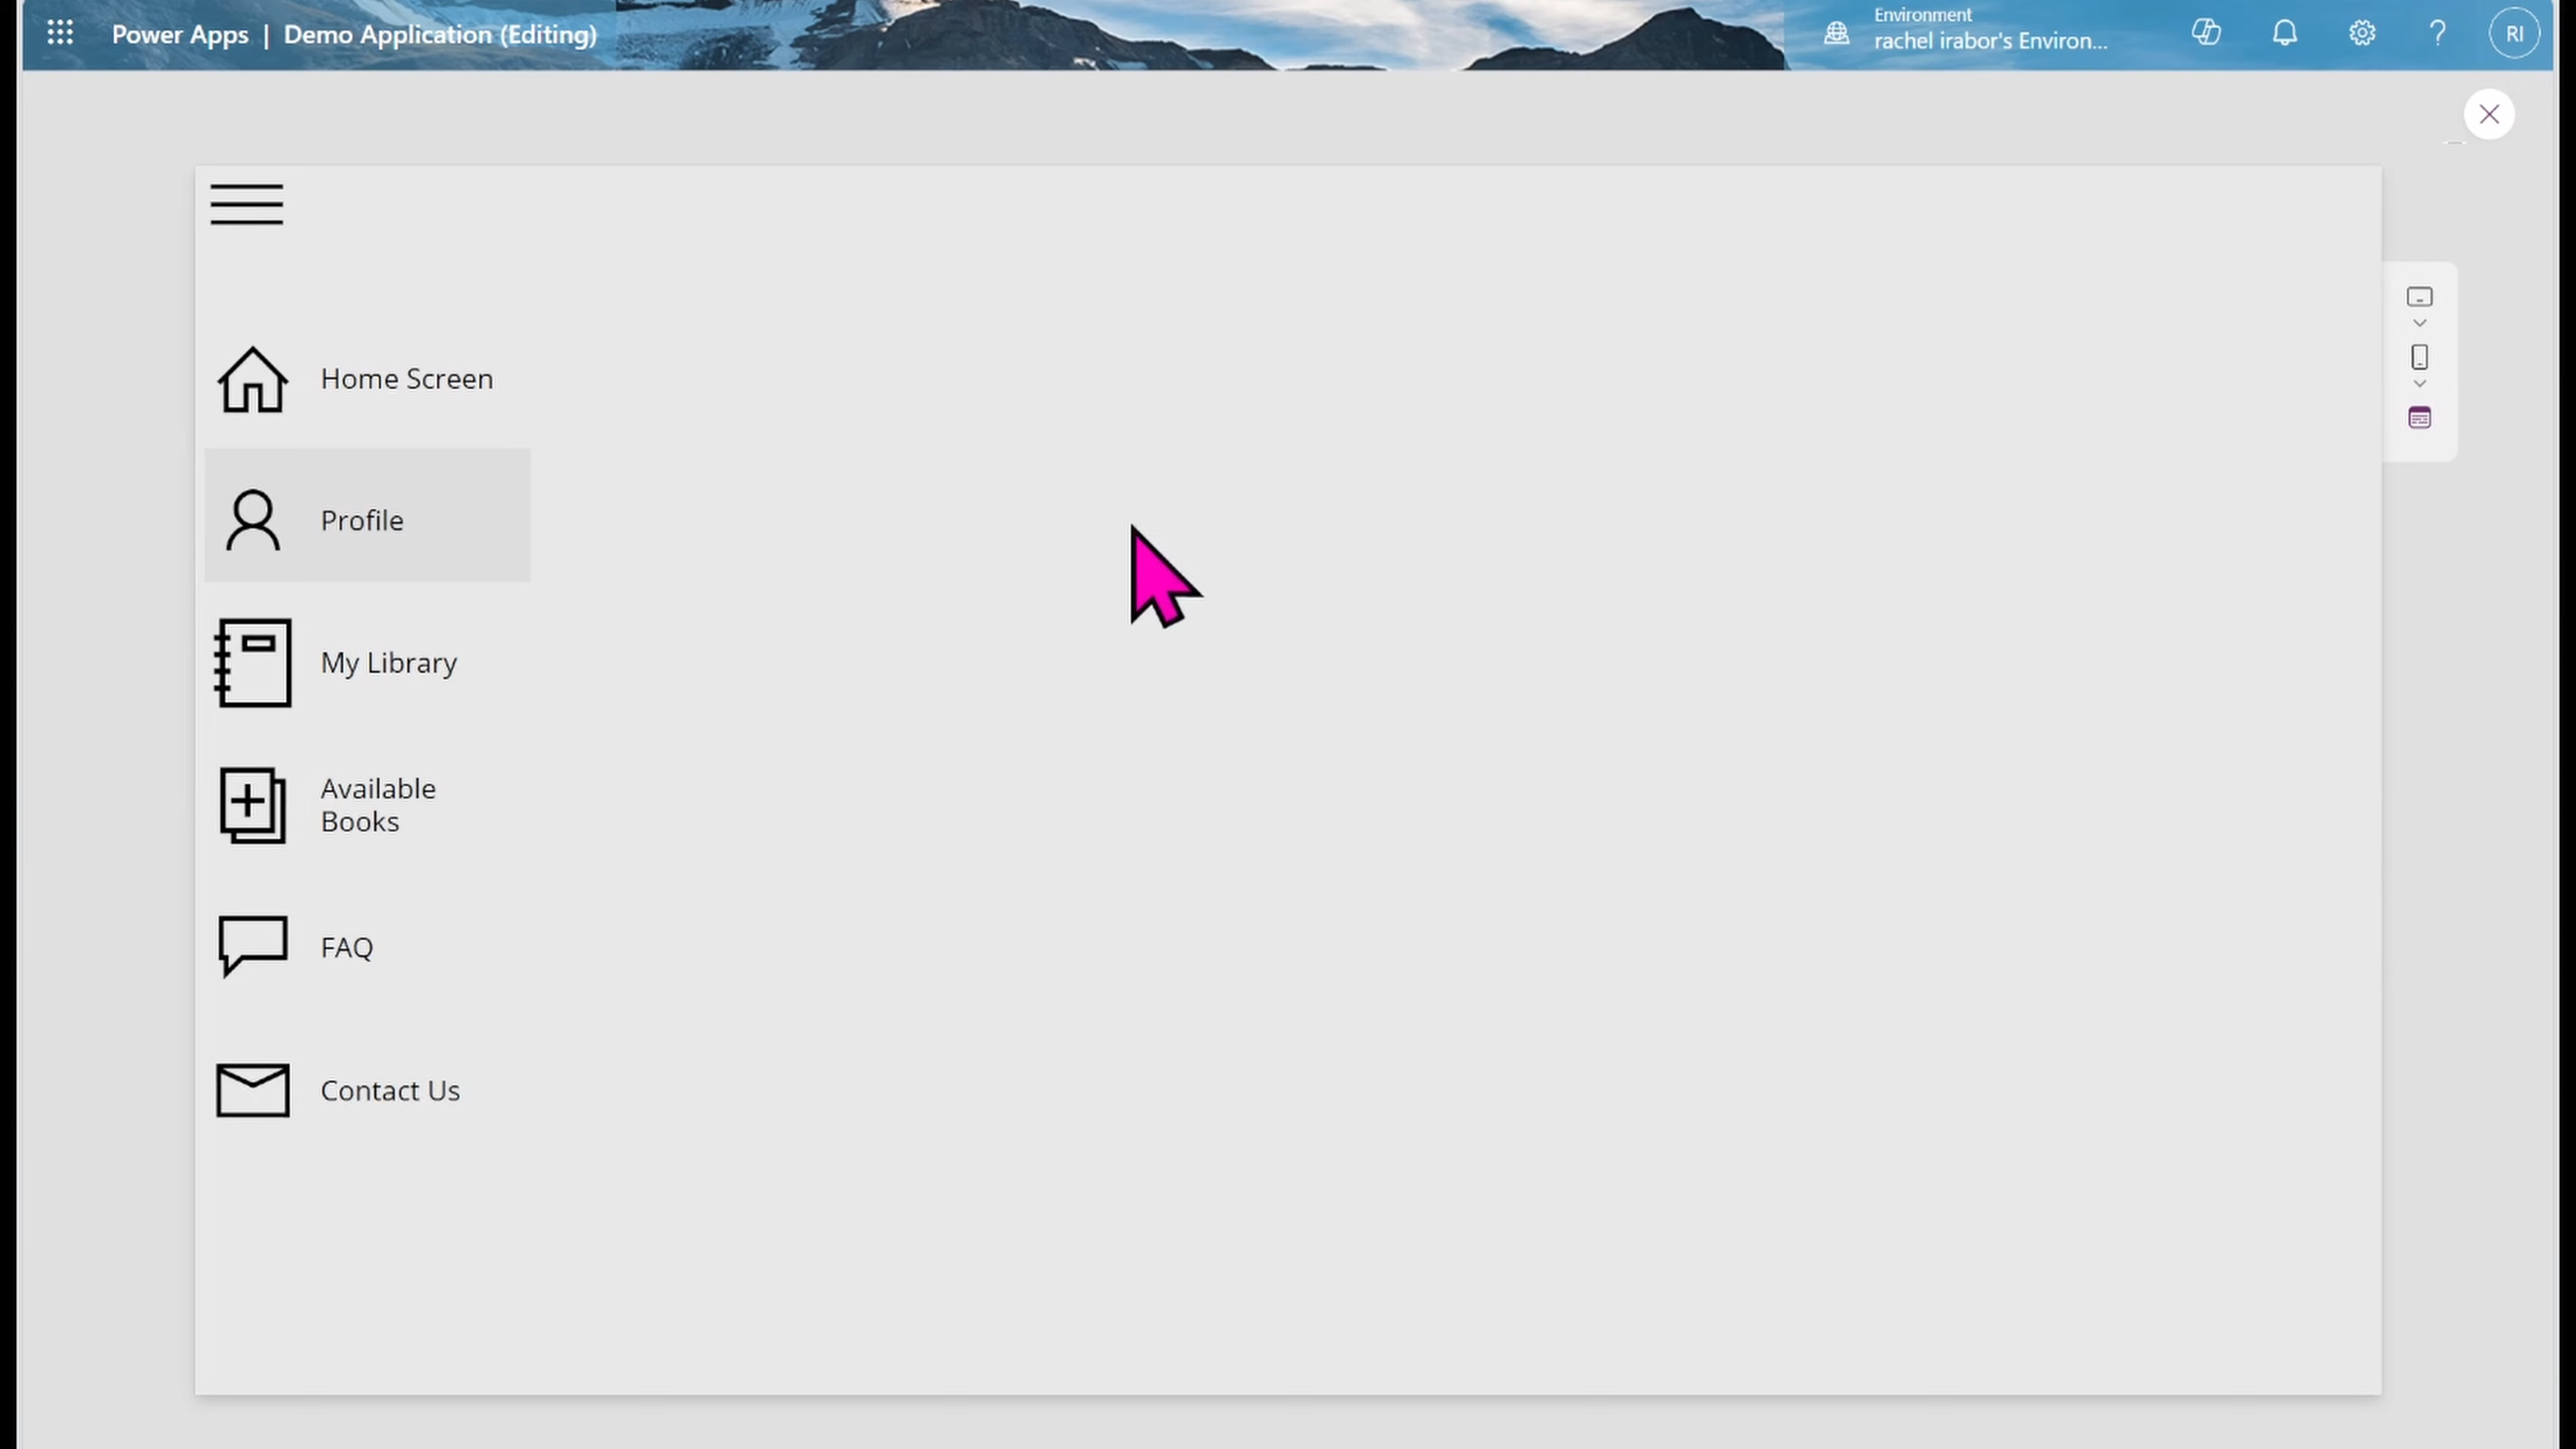 Power Apps | Demo Application (Editing)
Environment
rachel irabor's Environ...
RI
Home Screen
Profile
My Library
Available
Books
FAQ
Contact Us